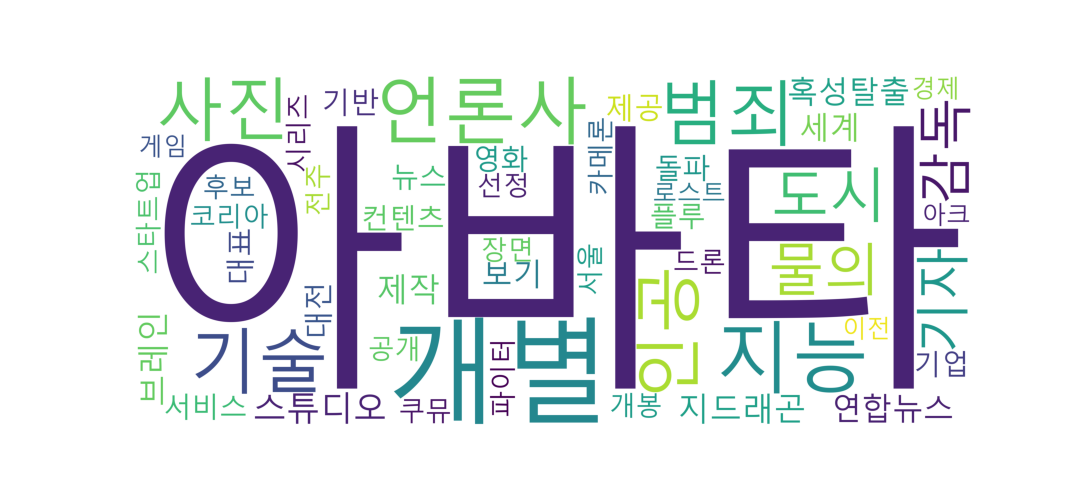 아바타
사진
언론사
범죄
혹성탈출
경제
게임
시리즈
기반
제공
세계
감독
스타트업
후보
코리아
대표
전주
뉴스
컨텐츠
영화
선정
카메론
돌파
로스트
플루
도시
아크
장면
보기
서울
드론
물의
기자
제작
대전
인공
브레인
기술
공개
개별
지능
이전
기업
서비스
스튜디오
쿠뮤
파이터
개봉
지드래곤
연합뉴스